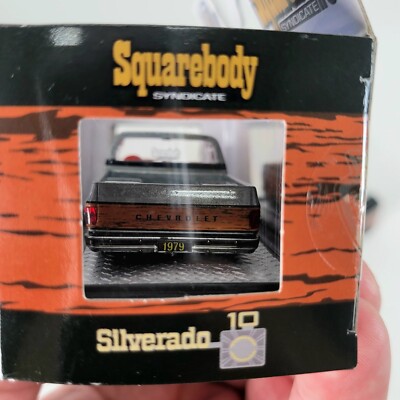 SYNDICATE
Squarebody
SYNDICATE
CHEVROLET
1979
Silverado 10